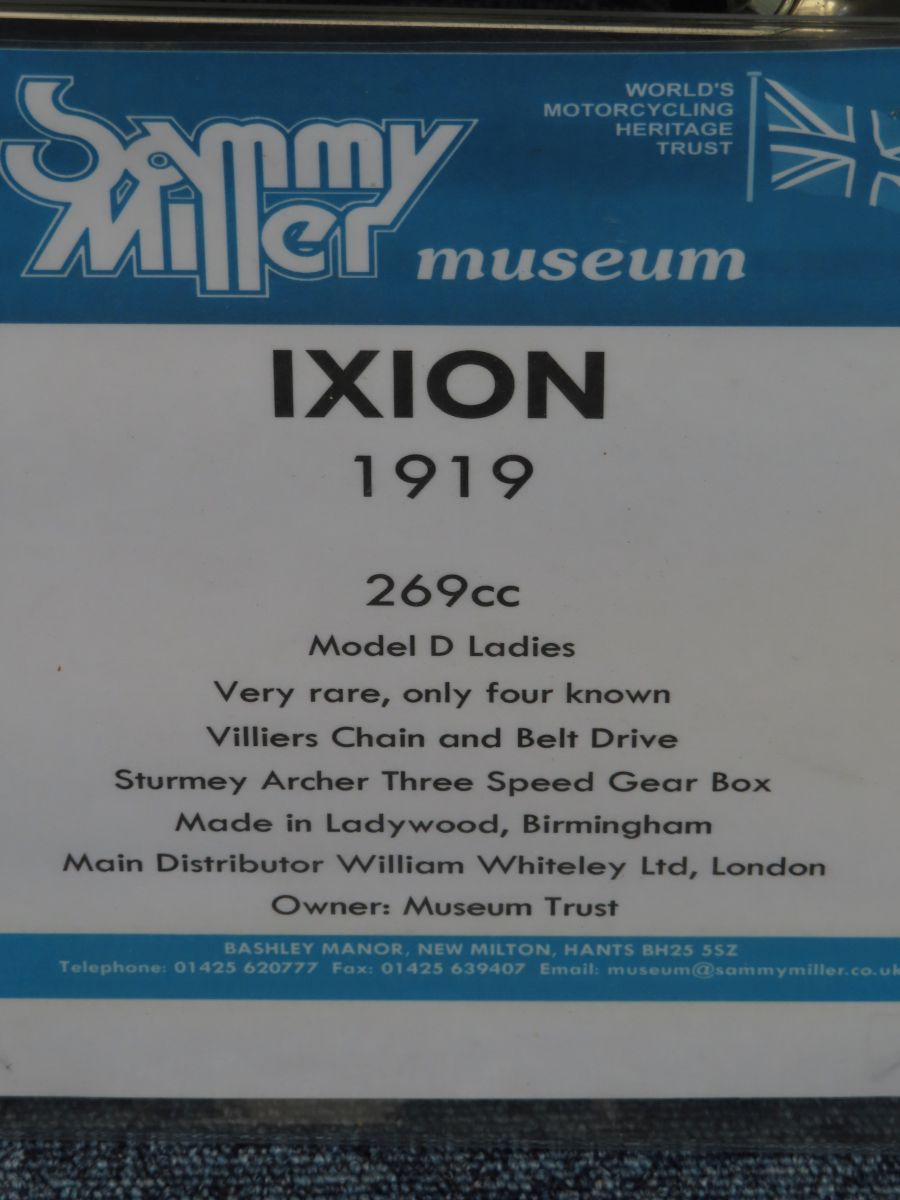 Sammy
Miller museum
WORLD'S
MOTORCYCLING
HERITAGE
TRUST
IXION
1919
269cc
Model D Ladies
Very rare, only four known
Villiers Chain and Belt Drive
Sturmey Archer Three Speed Gear Box
Made in Ladywood, Birmingham
Main Distributor William Whiteley Ltd, London
Owner: Museum Trust
BASHLEY MANOR, NEW MILTON, HANTS BH25 5SZ
Telephone: 01425 620777 Fax: 01425 639407 Email: museum@sammymiller.co.uk